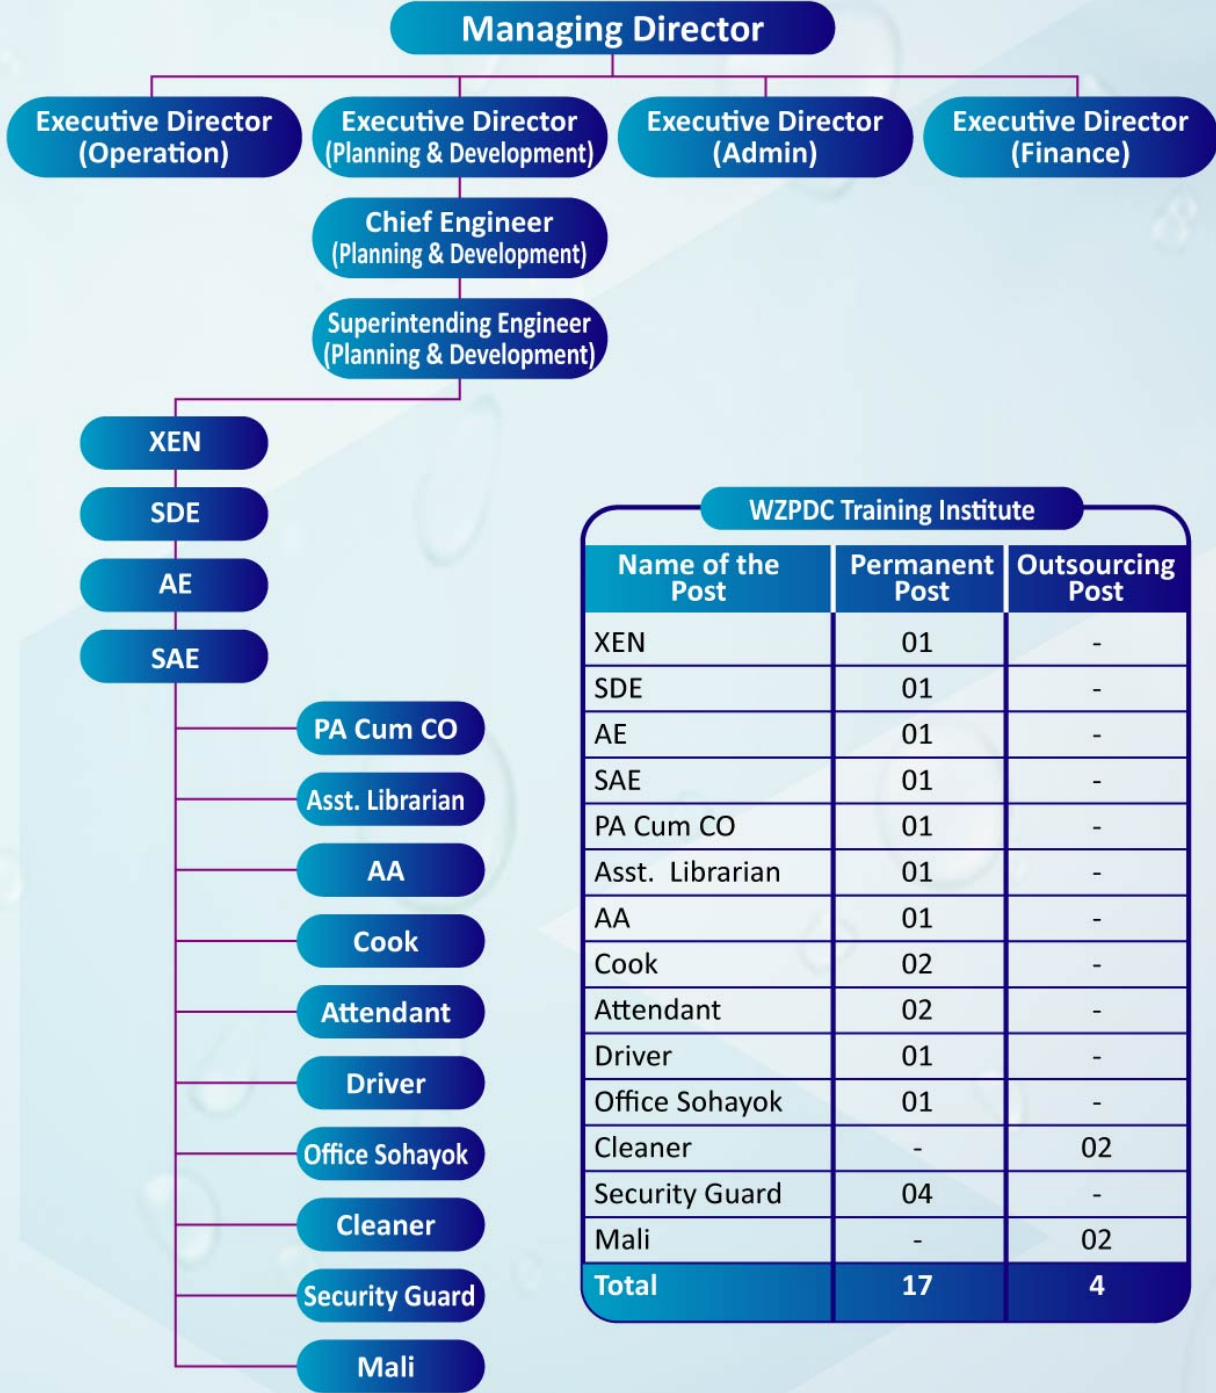 Managing Director
Executive Director
(Operation)
Executive Director
(Planning & Development)
Executive Director
(Admin)
Executive Director
(Finance)
Chief Engineer
(Planning & Development)
Superintending Engineer
(Planning & Development)
XEN
SDE
AE
SAE
PA Cum CO
Asst. Librarian
AA
Cook
Attendant
Driver
Office Sohayok
Cleaner
Security Guard
Mali
WZPDC Training Institute
Name of the Post Permanent Post Outsourcing Post
XEN 01 -
SDE 01 -
AE 01 -
SAE 01 -
PA Cum CO 01 -
Asst. Librarian 01 -
AA 01 -
Cook 02 -
Attendant 02 -
Driver 01 -
Office Sohayok 01 -
Cleaner - 02
Security Guard 04 -
Mali - 02
Total 17 4